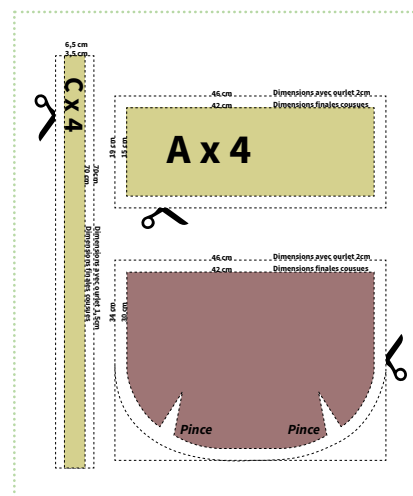 6,5 cm
3,5 cm
C x 4
70cm.
70 cm.
Dimensions avec ourlet 1,5cm
Dimensions finales cousues
46 cm
Dimensions avec ourlet 2cm
42 cm
Dimensions finales cousues
19 cm
15 cm
A x 4
46 cm
Dimensions avec ourlet 2cm
42 cm
Dimensions finales cousues
34 cm
30 cm
Pince
Pince